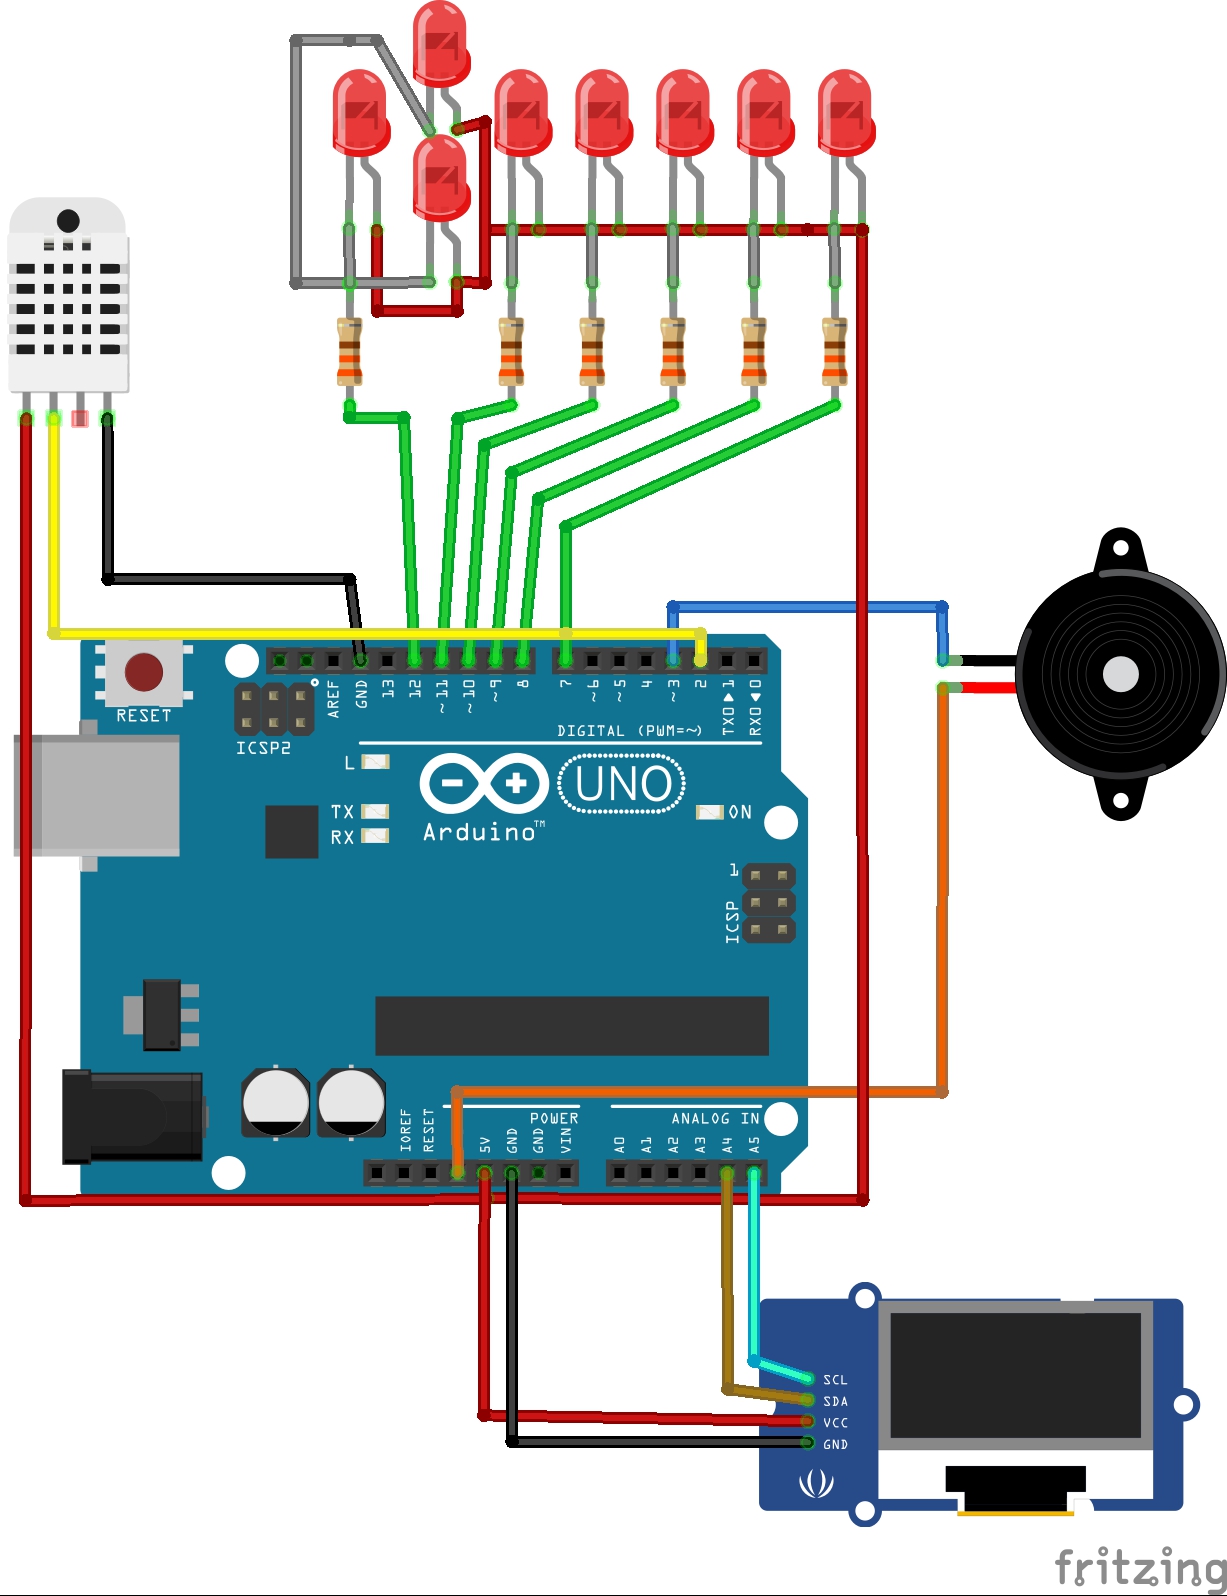 RESET
ICSP2
AREF
GND
13
12
~11
~10
~9
8
7
~6
~5
4
~3
2
TX0▶1
RX0◀0
DIGITAL (PWM=~)
L
TX
RX
UNO
Arduino™
ON
1
ICSP
IOREF
RESET
5V
GND
GND
VIN
POWER
ANALOG IN
A0
A1
A2
A3
A4
A5
SCL
SDA
VCC
GND
fritzing